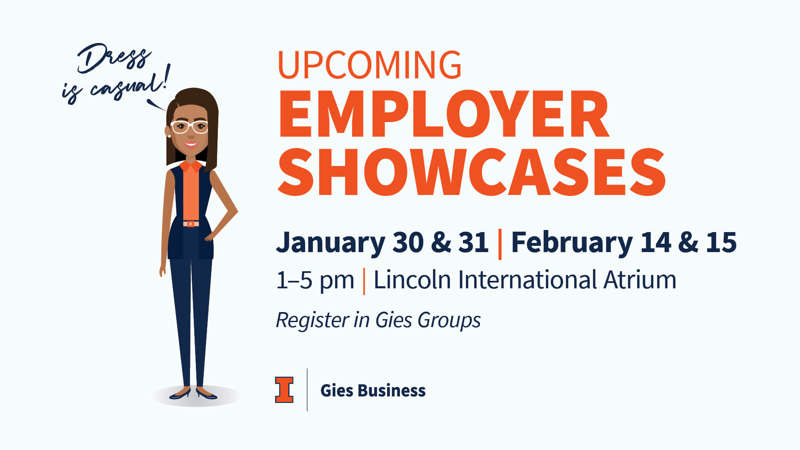 Dress
is casual!
UPCOMING
EMPLOYER
SHOWCASES
January 30 & 31 | February 14 & 15
1–5 pm | Lincoln International Atrium
Register in Gies Groups
I | Gies Business